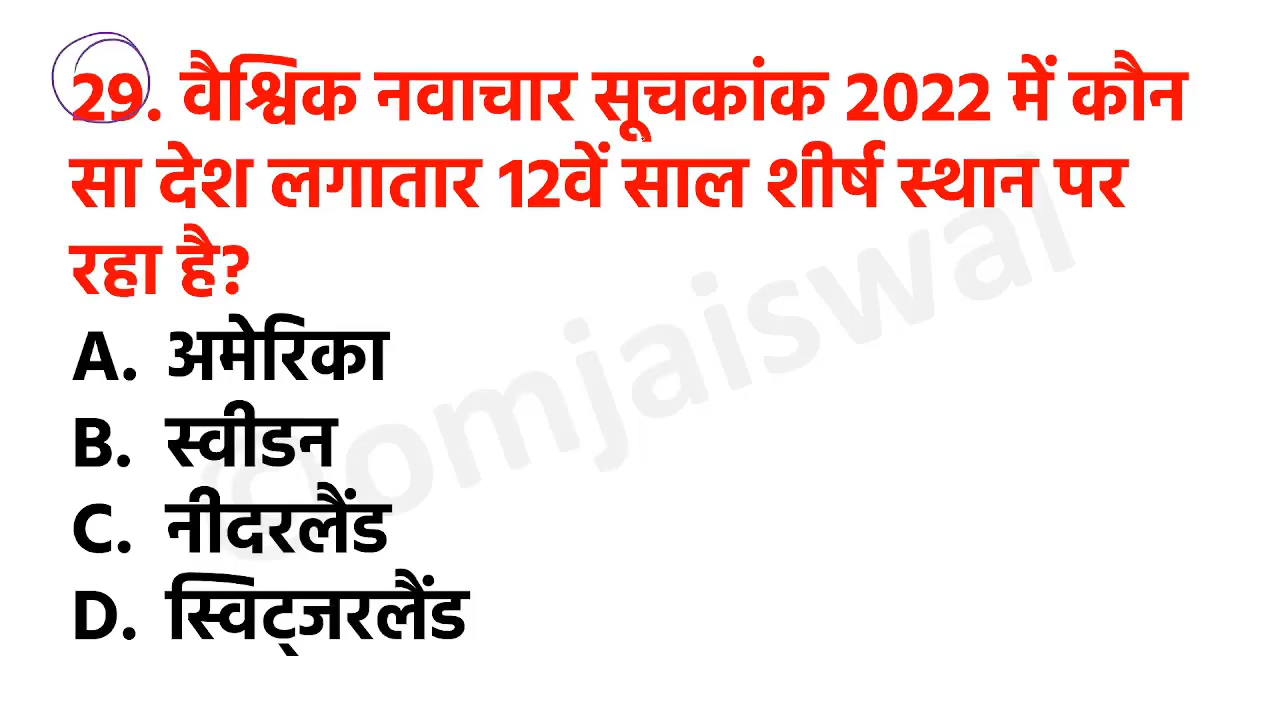 29. वैश्विक नवाचार सूचकांक 2022 में कौन
सा देश लगातार 12वें साल शीर्ष स्थान पर
रहा है?
A. अमेरिका
B. स्वीडन
C. नीदरलैंड
D. स्विट्जरलैंड
@omjaiswal